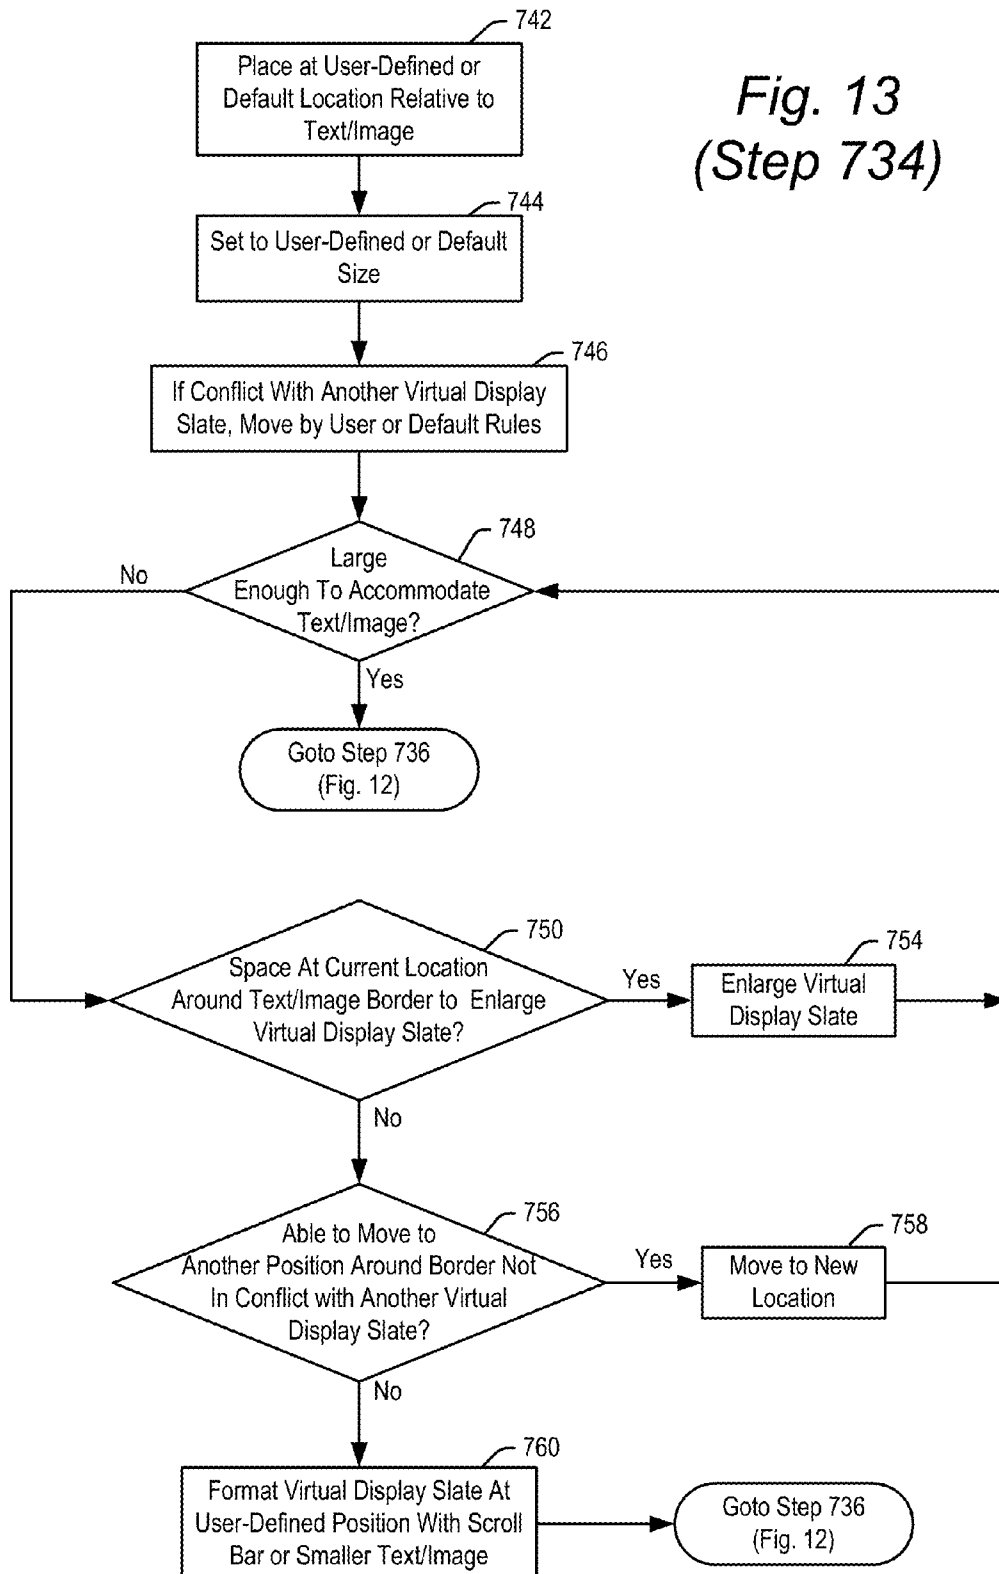 742
Place at User-Defined or
Default Location Relative to
Text/Image
Fig. 13
(Step 734)
744
Set to User-Defined or Default
Size
746
If Conflict With Another Virtual Display
Slate, Move by User or Default Rules
748
Large
Enough To Accommodate
Text/Image?
No
Yes
Goto Step 736
(Fig. 12)
750
Space At Current Location
Around Text/Image Border to Enlarge
Virtual Display Slate?
Yes
754
Enlarge Virtual
Display Slate
No
756
Able to Move to
Another Position Around Border Not
In Conflict with Another Virtual
Display Slate?
Yes
758
Move to New
Location
No
760
Format Virtual Display Slate At
User-Defined Position With Scroll
Bar or Smaller Text/Image
Goto Step 736
(Fig. 12)